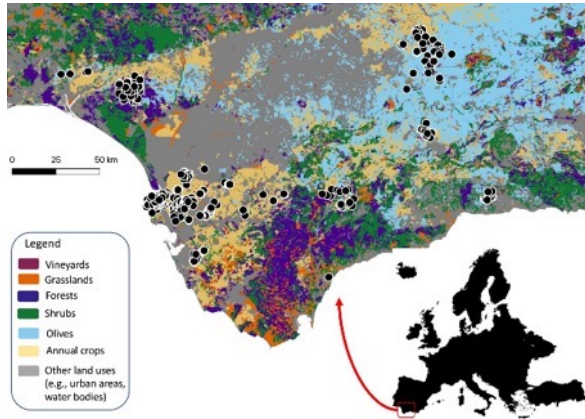 0 25 50 km
Legend
Vineyards
Grasslands
Forests
Shrubs
Olives
Annual crops
Other land uses
(e.g., urban areas,
water bodies)